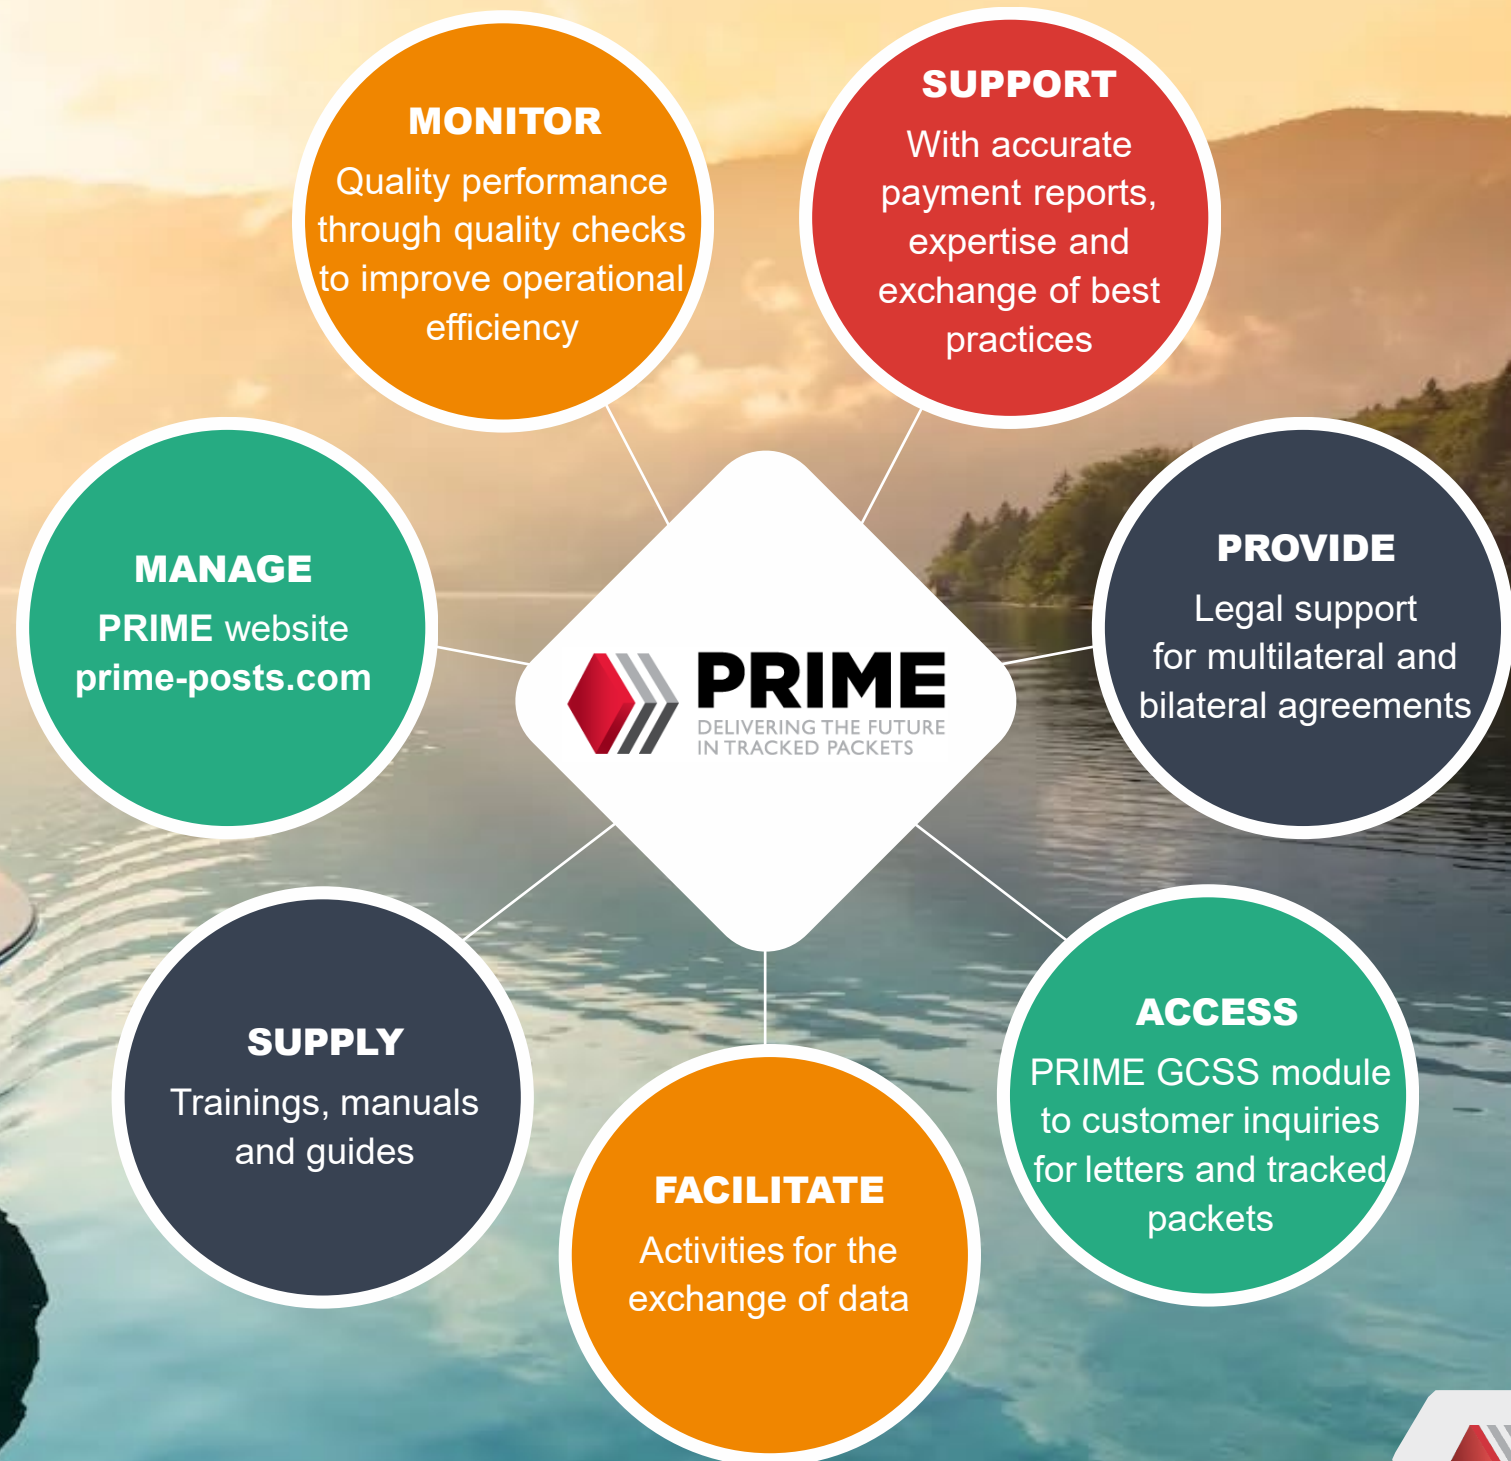 MONITOR
Quality performance
through quality checks
to improve operational
efficiency
SUPPORT
With accurate
payment reports,
expertise and
exchange of best
practices
MANAGE
PRIME website
prime-posts.com
PRIME
DELIVERING THE FUTURE
IN TRACKED PACKETS
PROVIDE
Legal support
for multilateral and
bilateral agreements
SUPPLY
Trainings, manuals
and guides
FACILITATE
Activities for the
exchange of data
ACCESS
PRIME GCSS module
to customer inquiries
for letters and tracked
packets